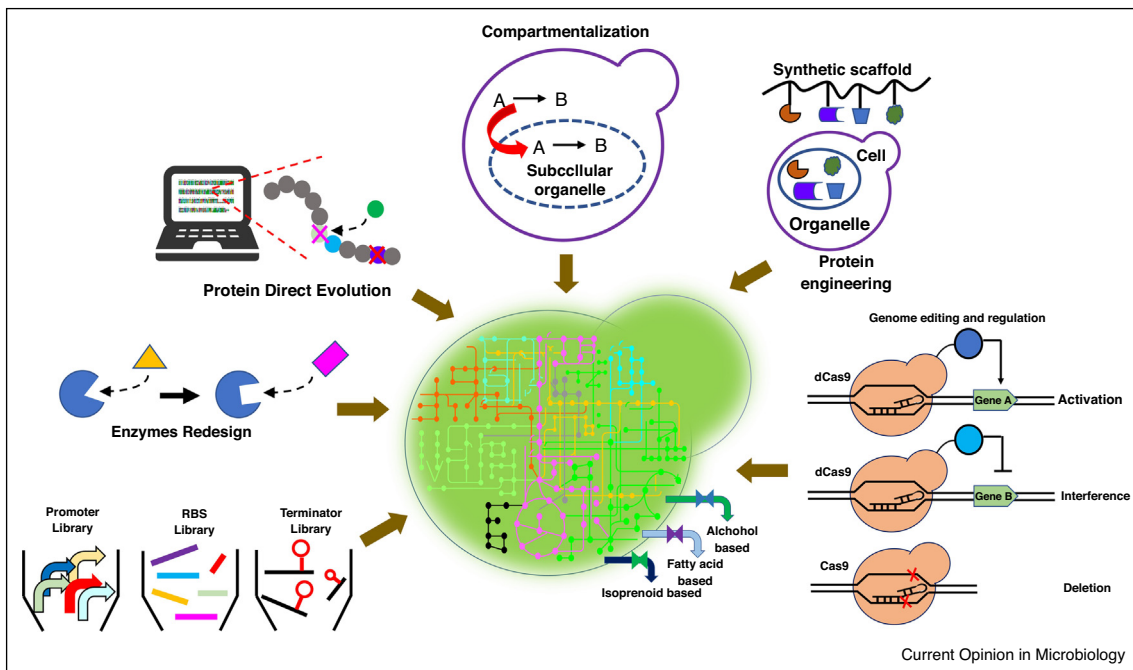 Compartmentalization
A
B
A
B
Subccllular
organelle
Synthetic scaffold
Cell
Organelle
Protein
engineering
Protein Direct Evolution
Enzymes Redesign
Promoter
Library
RBS
Library
Terminator
Library
Genome editing and regulation
dCas9
Gene A
Activation
dCas9
Gene B
Interference
Cas9
Deletion
Alchohol
based
Fatty acid
based
Isoprenoid based
Current Opinion in Microbiology